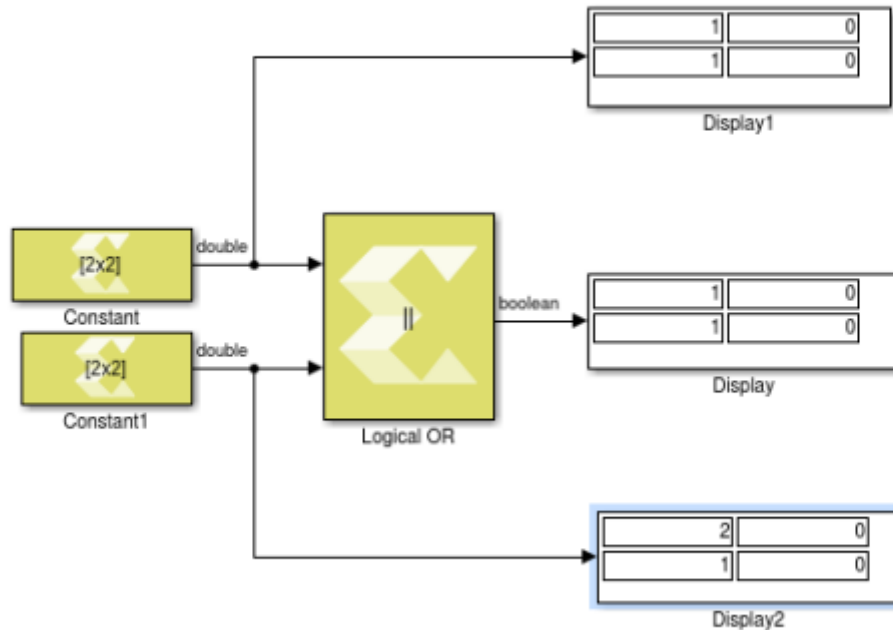 1 0
1 0
Display1
[2x2]
double
Constant
[2x2]
double
Constant1
||
Logical OR
boolean
1 0
1 0
Display
2 0
1 0
Display2